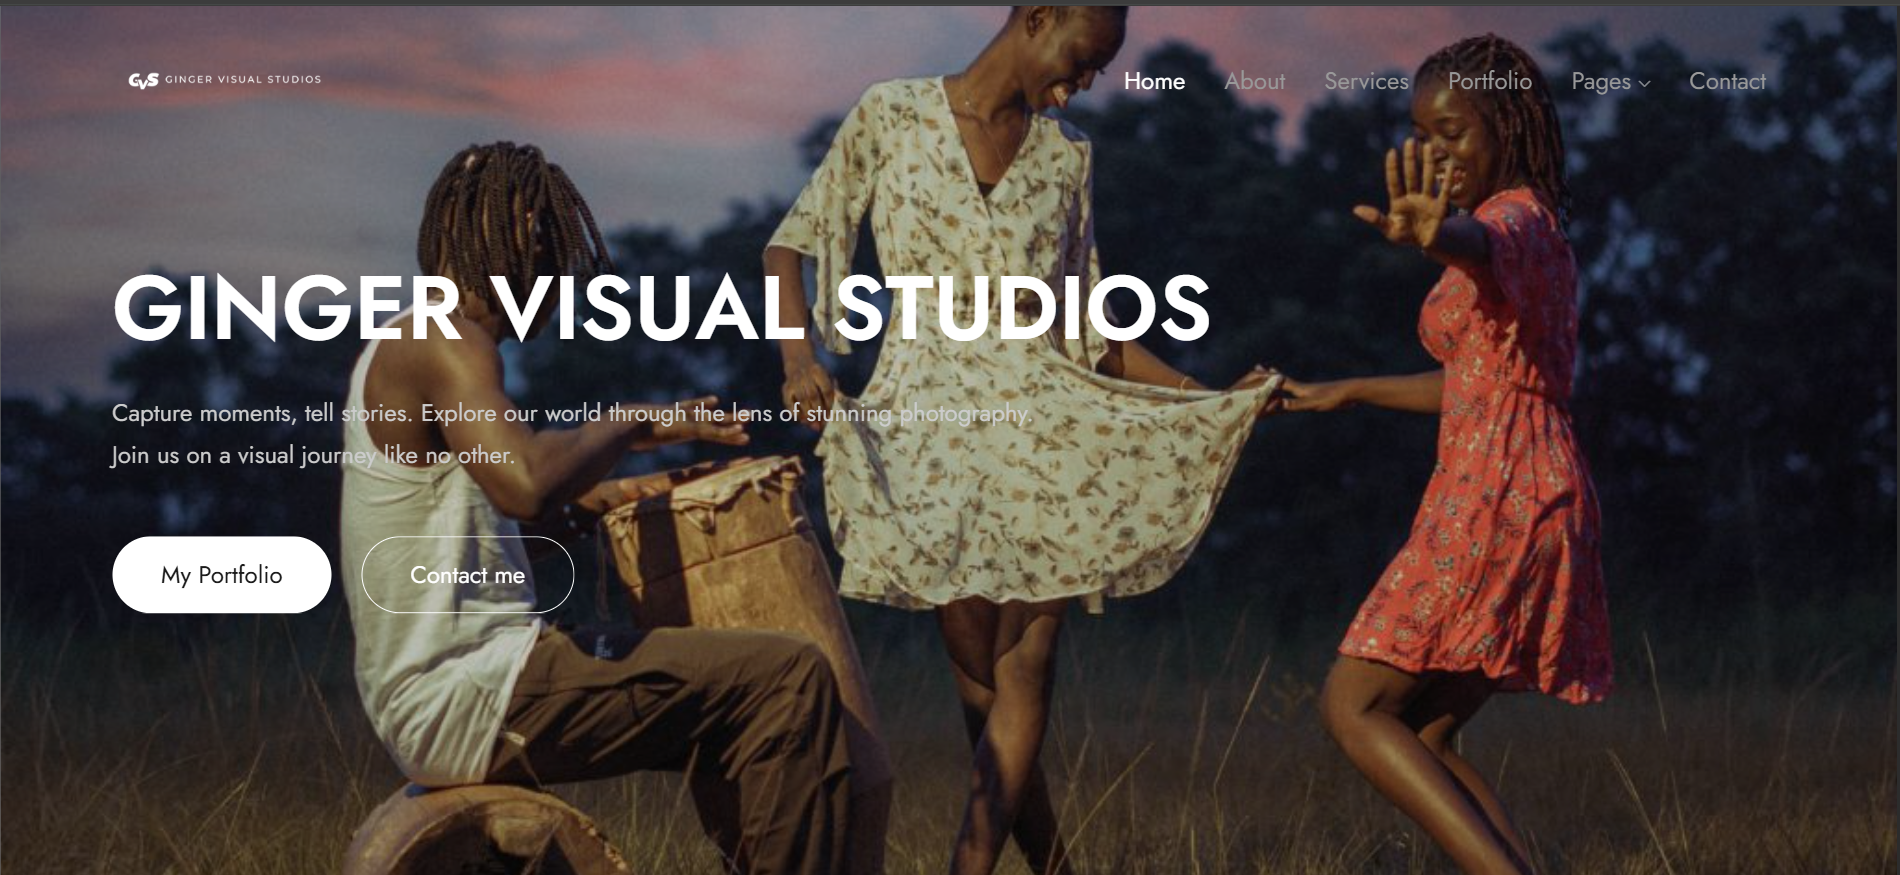 GVS GINGER VISUAL STUDIOS
Home About Services Portfolio Pages Contact
GINGER VISUAL STUDIOS
Capture moments, tell stories. Explore our world through the lens of stunning photography.
Join us on a visual journey like no other.
My Portfolio Contact me